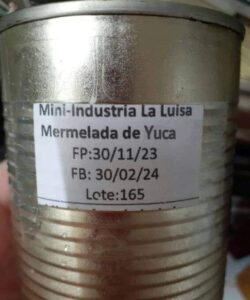 Mini-Industria La Luisa
Mermelada de Yuca
FP:30/11/23
FB: 30/02/24
Lote:165